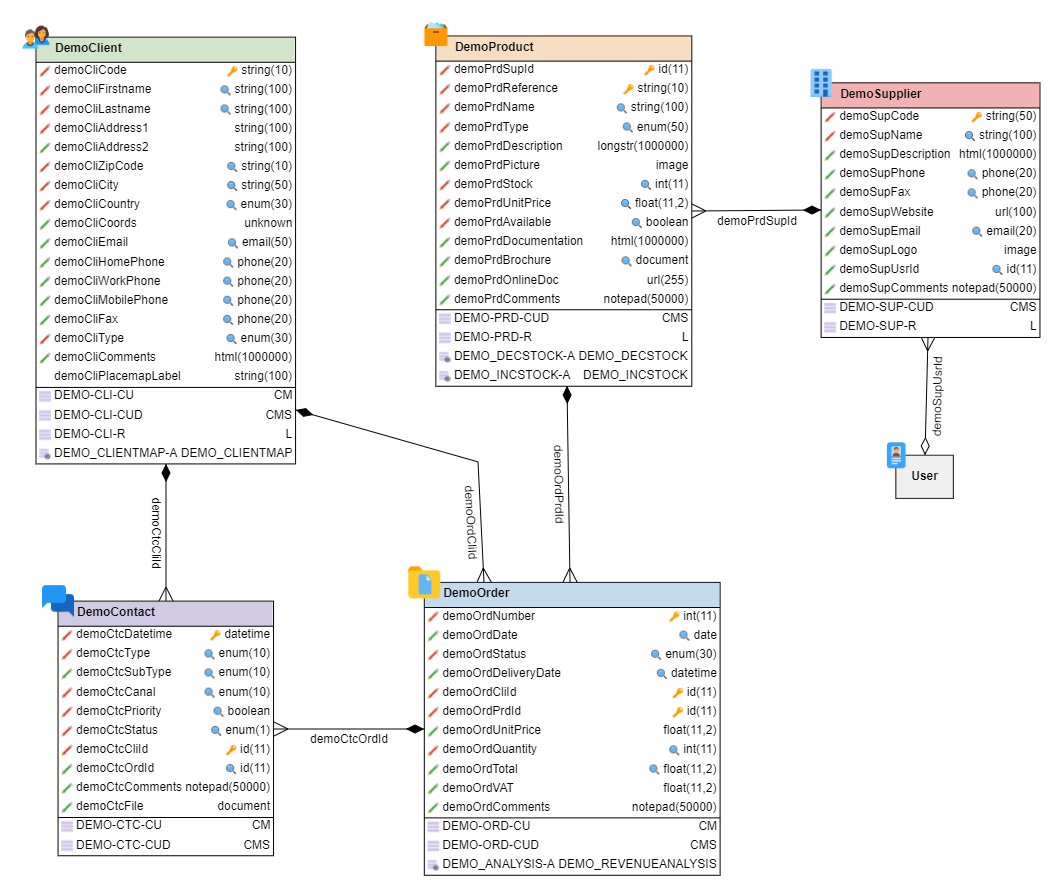 DemoClient
demoCliCode string(10)
demoCliFirstname string(100)
demoCliLastname string(100)
demoCliAddress1 string(100)
demoCliAddress2 string(100)
demoCliZipCode string(10)
demoCliCity string(50)
demoCliCountry enum(30)
demoCliCoords unknown
demoCliEmail email(50)
demoCliHomePhone phone(20)
demoCliWorkPhone phone(20)
demoCliMobilePhone phone(20)
demoCliFax phone(20)
demoCliType enum(30)
demoCliComments html(1000000)
demoCliPlacemapLabel string(100)
DEMO-CLI-CU CM
DEMO-CLI-CUD CMS
DEMO-CLI-R L
DEMO_CLIENTMAP-A DEMO_CLIENTMAP
DemoProduct
demoPrdSupId id(11)
demoPrdReference string(10)
demoPrdName string(100)
demoPrdType enum(50)
demoPrdDescription longstr(1000000)
demoPrdPicture image
demoPrdStock int(11)
demoPrdUnitPrice float(11,2)
demoPrdAvailable boolean
demoPrdDocumentation html(1000000)
demoPrdBrochure document
demoPrdOnlineDoc url(255)
demoPrdComments notepad(50000)
DEMO-PRD-CUD CMS
DEMO-PRD-R L
DEMO_DECSTOCK-A DEMO_DECSTOCK
DEMO_INCSTOCK-A DEMO_INCSTOCK
DemoSupplier
demoSupCode string(50)
demoSupName string(100)
demoSupDescription html(1000000)
demoSupPhone phone(20)
demoSupFax phone(20)
demoSupWebsite url(100)
demoSupEmail email(20)
demoSupLogo image
demoSupUsrId id(11)
demoSupComments notepad(50000)
DEMO-SUP-CUD CMS
DEMO-SUP-R L
demoPrdSupId
demoSupUsrId
User
demoCtcCliId
demoOrdCliId
demoOrdPrdId
DemoContact
demoCtcDatetime datetime
demoCtcType enum(10)
demoCtcSubType enum(10)
demoCtcCanal enum(10)
demoCtcPriority boolean
demoCtcStatus enum(1)
demoCtcCliId id(11)
demoCtcOrdId id(11)
demoCtcComments notepad(50000)
demoCtcFile document
DEMO-CTC-CU CM
DEMO-CTC-CUD CMS
demoCtcOrdId
DemoOrder
demoOrdNumber int(11)
demoOrdDate date
demoOrdStatus enum(30)
demoOrdDeliveryDate datetime
demoOrdCliId id(11)
demoOrdPrdId id(11)
demoOrdUnitPrice float(11,2)
demoOrdQuantity int(11)
demoOrdTotal float(11,2)
demoOrdVAT float(11,2)
demoOrdComments notepad(50000)
DEMO-ORD-CU CM
DEMO-ORD-CUD CMS
DEMO_ANALYSIS-A DEMO_REVENUEANALYSIS